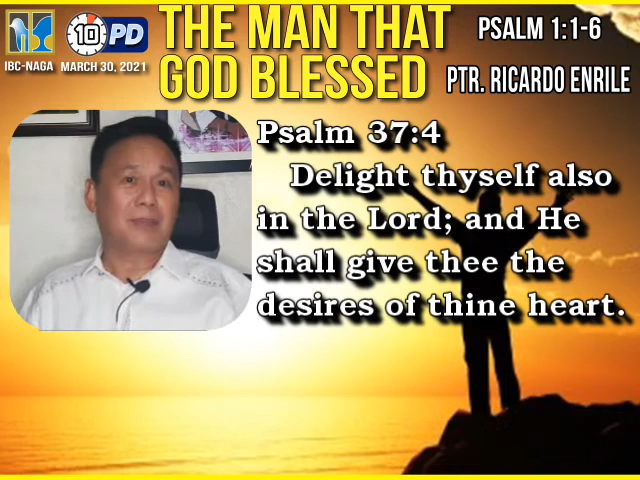 THE MAN THAT
GOD BLESSED
PSALM 1:1-6
PTR. RICARDO ENRILE
10 PD
IBC-NAGA MARCH 30, 2021
Psalm 37:4
Delight thyself also
in the Lord; and He
shall give thee the
desires of thine heart.